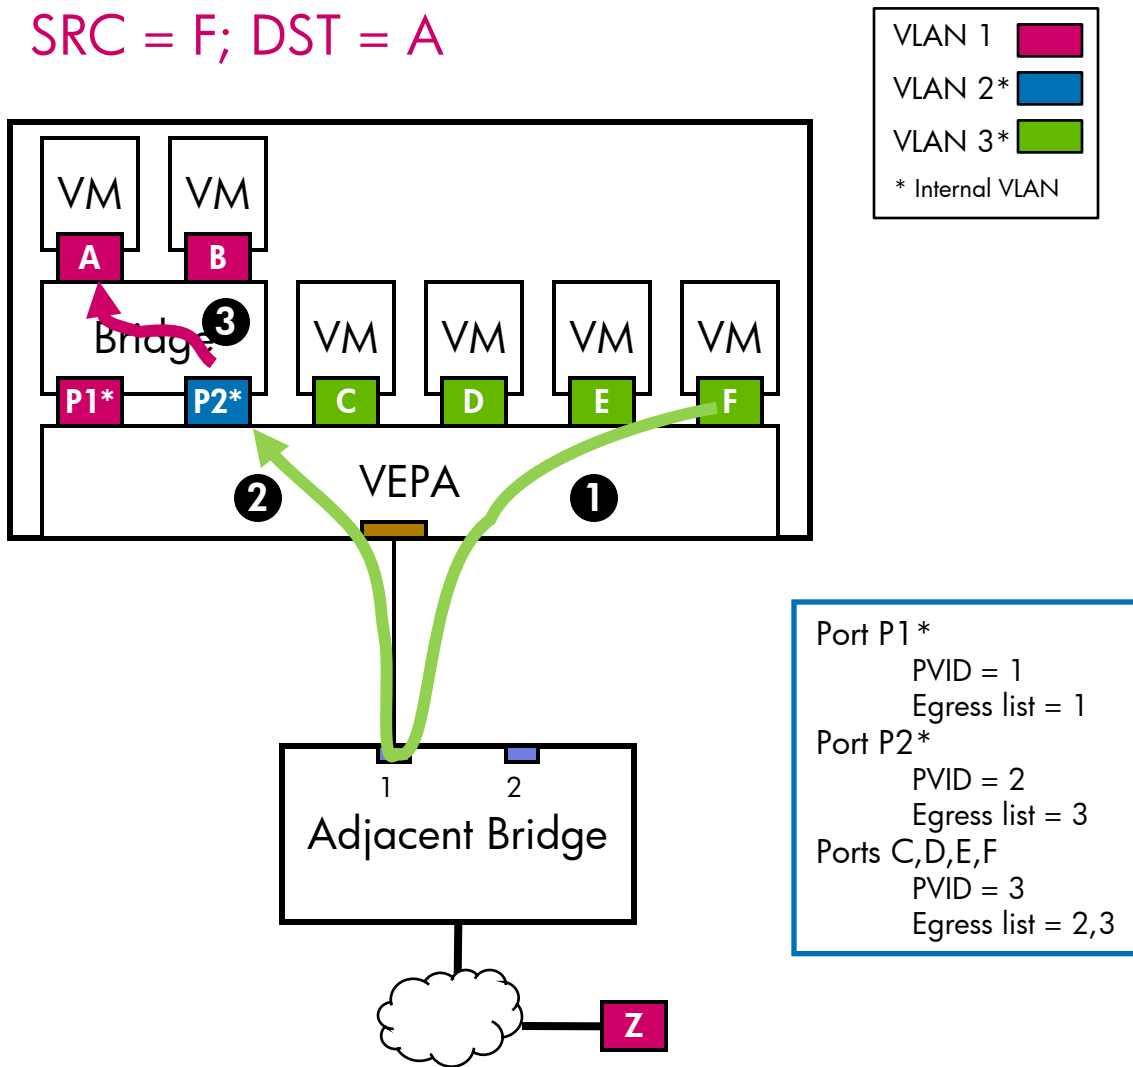 SRC = F; DST = A
VLAN 1
VLAN 2*
VLAN 3*
* Internal VLAN
VM VM
A B
Bridge 3
VM VM VM VM
P1* P2* C D E F
VEPA
2 1
1 2
Adjacent Bridge
Z
Port P1*
PVID = 1
Egress list = 1
Port P2*
PVID = 2
Egress list = 3
Ports C,D,E,F
PVID = 3
Egress list = 2,3